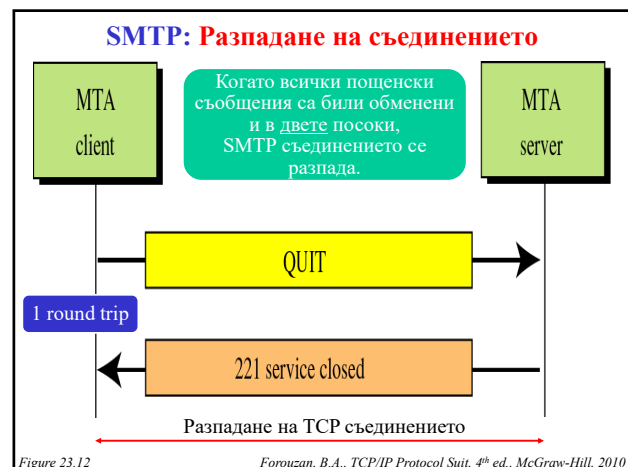 SMTP: Разпадане на съединението
MTA
client
Когато всички пощенски
съобщения са били обменени
и в двете посоки,
SMTP съединението се
разпада.
MTA
server
QUIT
1 round trip
221 service closed
Разпадане на TCP съединението
Figure 23.12
Forouzan, B.A., TCP/IP Protocol Suit. 4th ed., McGraw-Hill, 2010